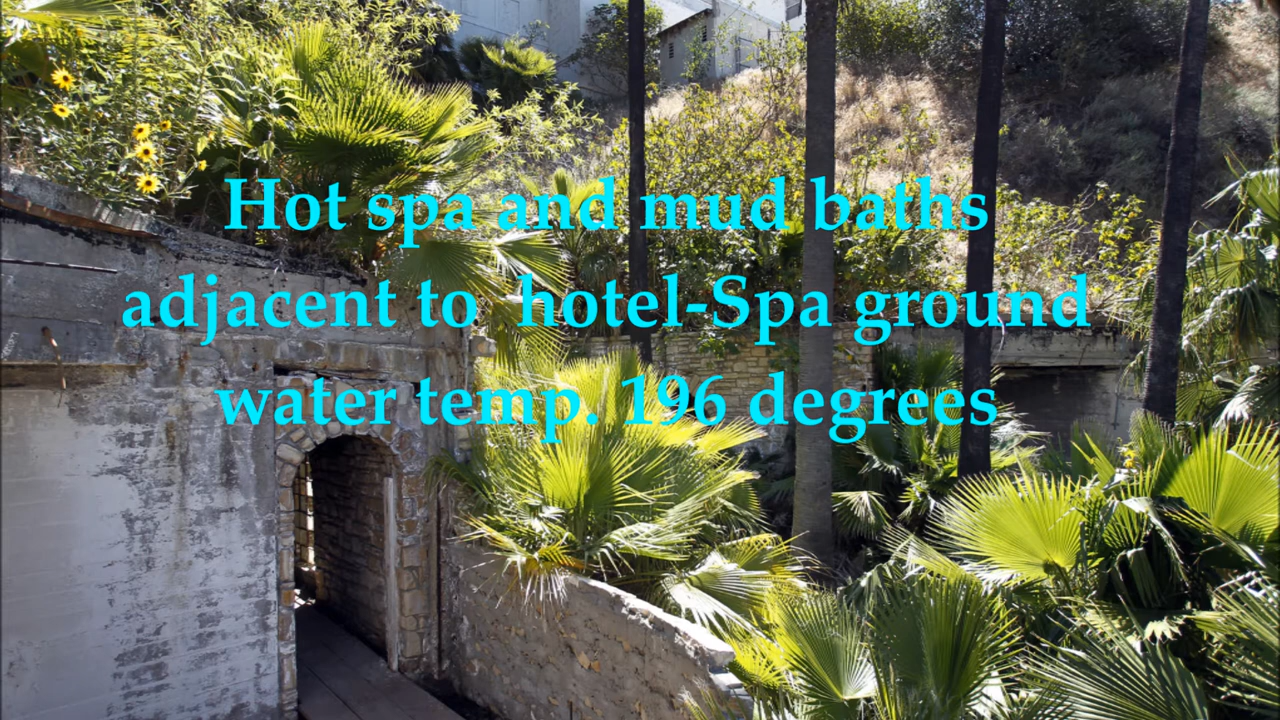 Hot spa and mud baths
adjacent to  hotel-Spa ground
water temp. 196 degrees